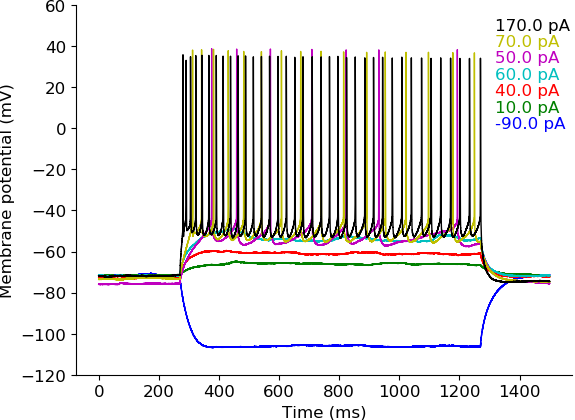 60
40
20
0
−20
−40
−60
−80
−100
−120
Membrane potential (mV)
170.0 pA
70.0 pA
50.0 pA
60.0 pA
40.0 pA
10.0 pA
-90.0 pA
0 200 400 600 800 1000 1200 1400
Time (ms)